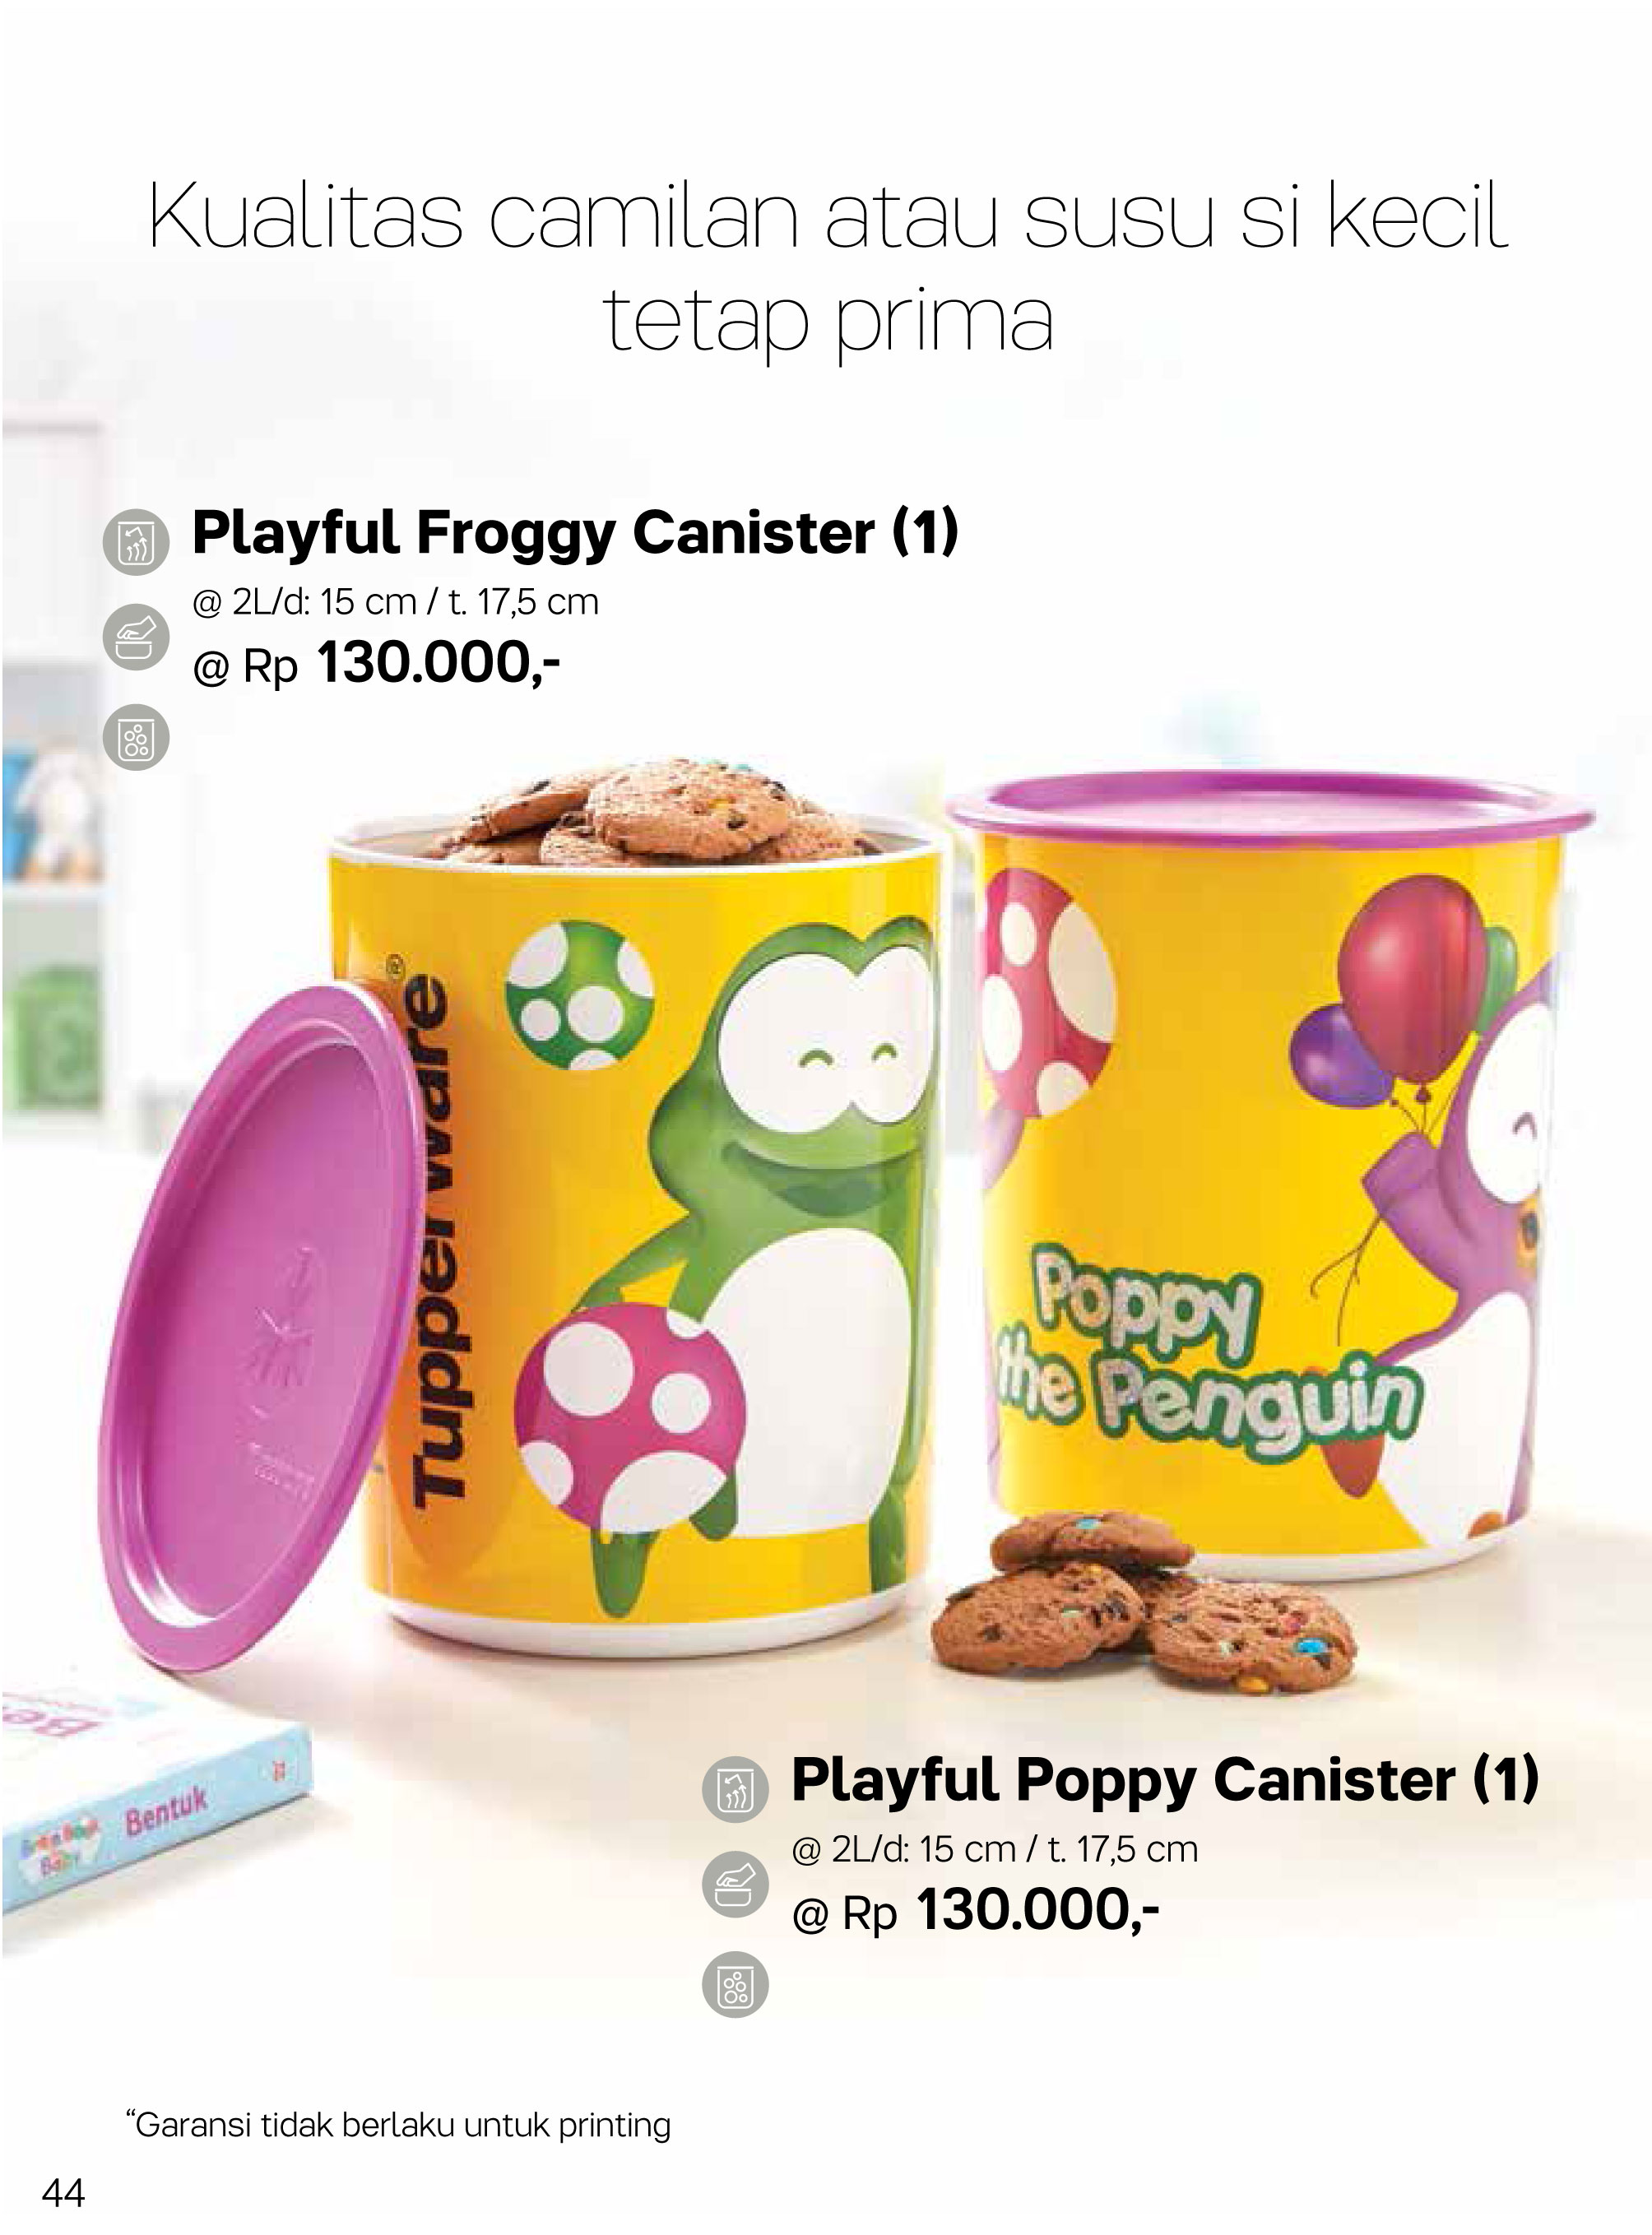 Kualitas camilan atau susu si kecil
tetap prima
Playful Froggy Canister (1)
@ 2L/d: 15 cm / t. 17,5 cm
@ Rp 130.000,-
Tupperware®
Poppy
the Penguin
Bentuk
Playful Poppy Canister (1)
@ 2L/d: 15 cm / t. 17,5 cm
@ Rp 130.000,-
“Garansi tidak berlaku untuk printing
44